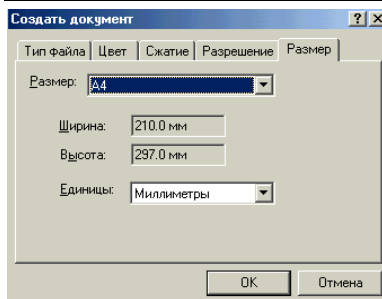 Создать документ
Тип файла Цвет Сжатие Разрешение Размер
Размер: A4
Ширина: 210.0 мм
Высота: 297.0 мм
Единицы: Миллиметры
OK Отмена